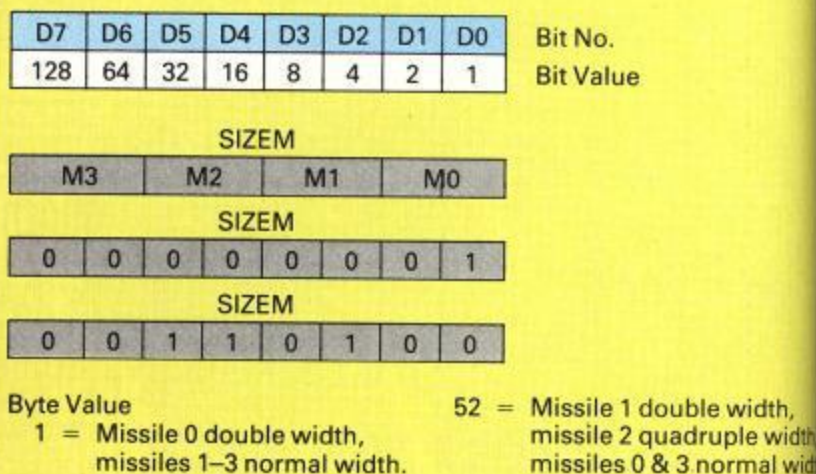 D7 D6 D5 D4 D3 D2 D1 D0 Bit No.
128 64 32 16 8 4 2 1 Bit Value
SIZEM
M3 M2 M1 M0
SIZEM
0 0 0 0 0 0 0 1
SIZEM
0 0 1 1 0 1 0 0
Byte Value
1 = Missile 0 double width,
missiles 1–3 normal width.
52 = Missile 1 double width,
missile 2 quadruple width
missiles 0 & 3 normal wid